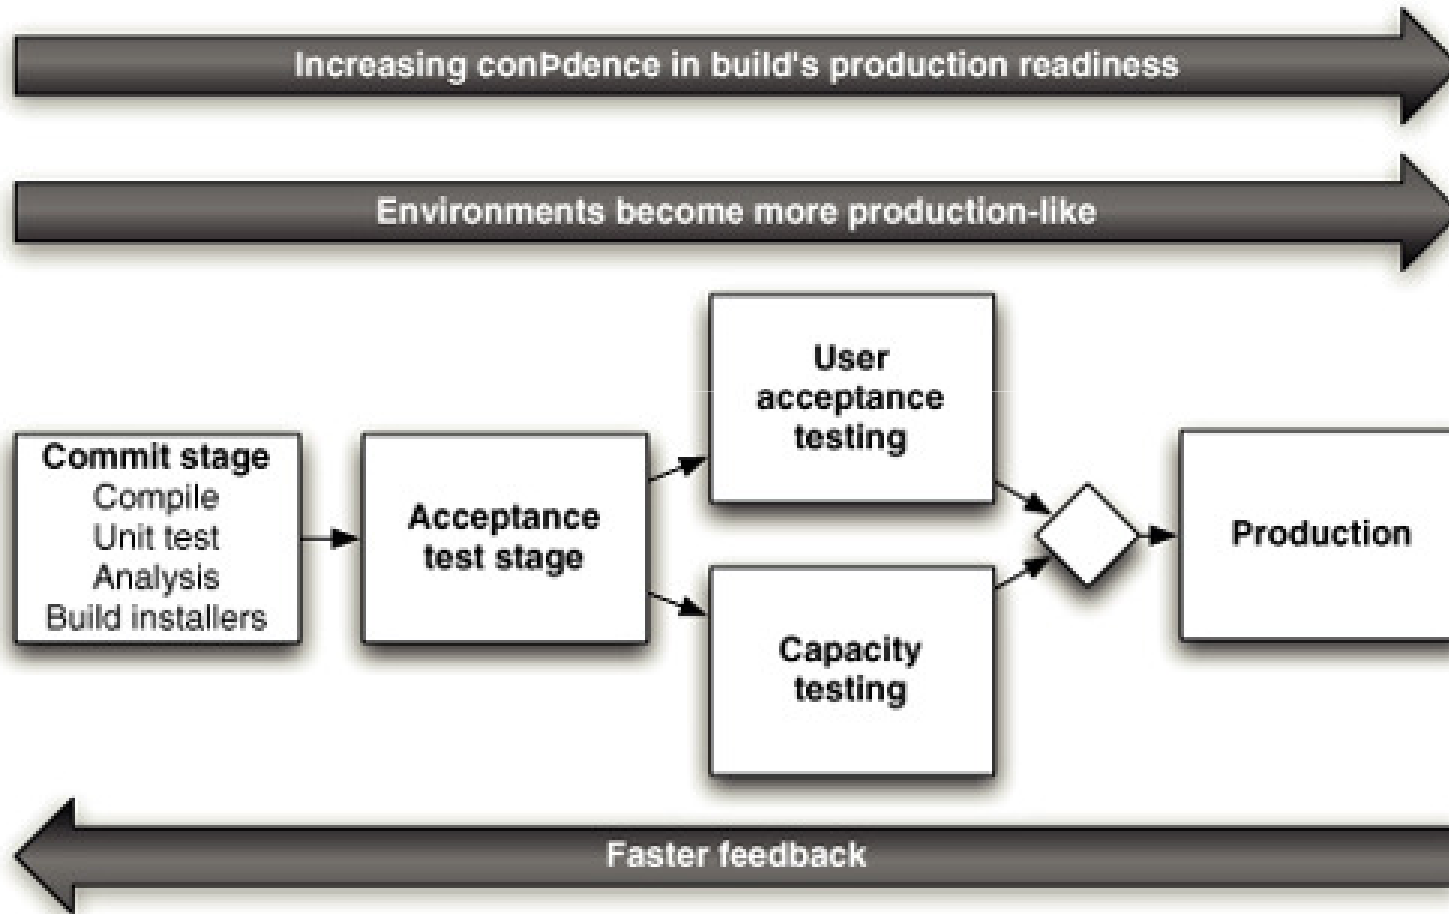 Increasing conÞdence in build's production readiness
Environments become more production-like
User
acceptance
testing
Commit stage
Compile
Unit test
Analysis
Build installers
Acceptance
test stage
Capacity
testing
Production
Faster feedback